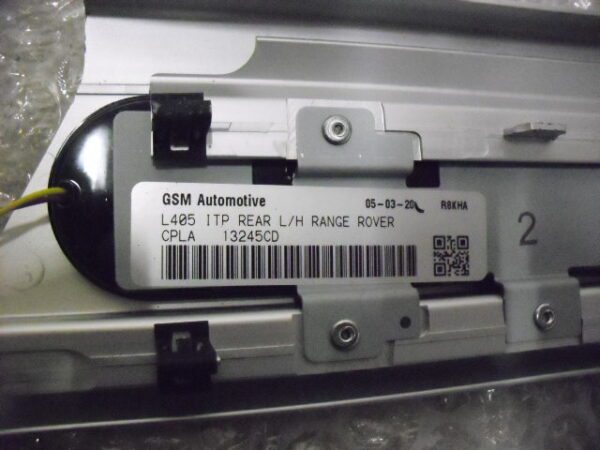 GSM Automotive 05-03-20 R8KHA
L405 ITP REAR L/H RANGE ROVER
CPLA 13245CD
2